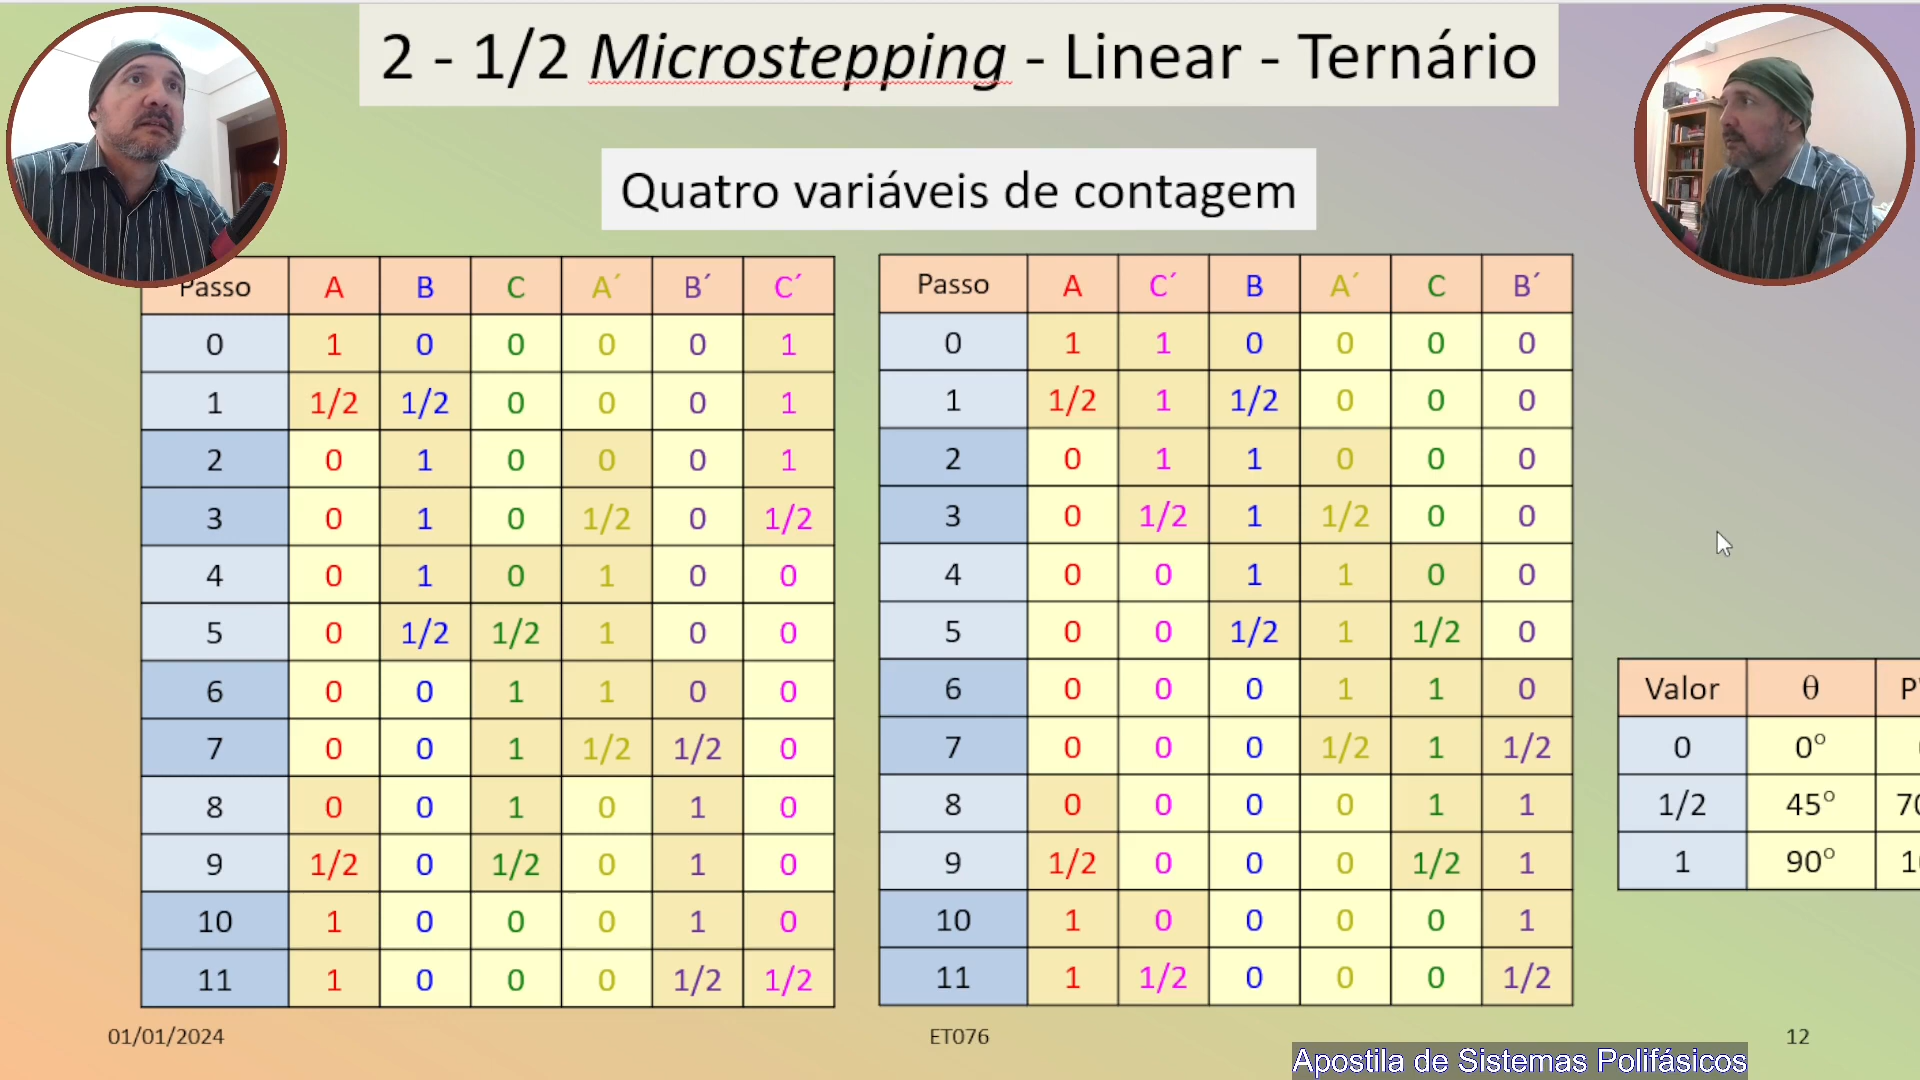 2 - 1/2 Microstepping - Linear - Ternário
Quatro variáveis de contagem
Passo A B C A´ B´ C´
0 1 0 0 0 0 1
1 1/2 1/2 0 0 0 1
2 0 1 0 0 0 1
3 0 1 0 1/2 0 1/2
4 0 1 0 1 0 0
5 0 1/2 1/2 1 0 0
6 0 0 1 1 0 0
7 0 0 1 1/2 1/2 0
8 0 0 1 0 1 0
9 1/2 0 1/2 0 1 0
10 1 0 0 0 1 0
11 1 0 0 0 1/2 1/2
Passo A C´ B A´ C B´
0 1 1 0 0 0 0
1 1/2 1 1/2 0 0 0
2 0 1 1 0 0 0
3 0 1/2 1 1/2 0 0
4 0 0 1 1 0 0
5 0 0 1/2 1 1/2 0
6 0 0 0 1 1 0
7 0 0 0 1/2 1 1/2
8 0 0 0 0 1 1
9 1/2 0 0 0 1/2 1
10 1 0 0 0 0 1
11 1 1/2 0 0 0 1/2
Valor θ
0 0º
1/2 45º
1 90º
01/01/2024
ET076
12
Apostila de Sistemas Polifásicos